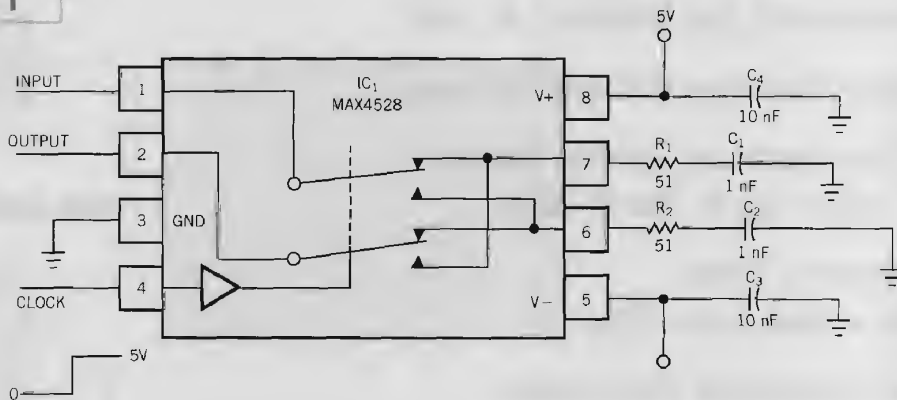 5V
INPUT
1
IC1
MAX4528
V+
8
C4
10 nF
OUTPUT
2
7
R1
51
C1
1 nF
3
GND
6
R2
51
C2
1 nF
CLOCK
4
V−
5
C3
10 nF
5V
0